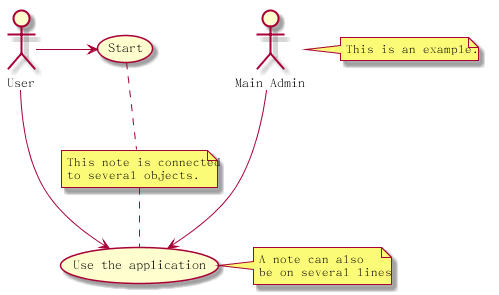 Start
This is an example.
User
Main Admin
This note is connected
to several objects.
Use the application
A note can also
be on several lines